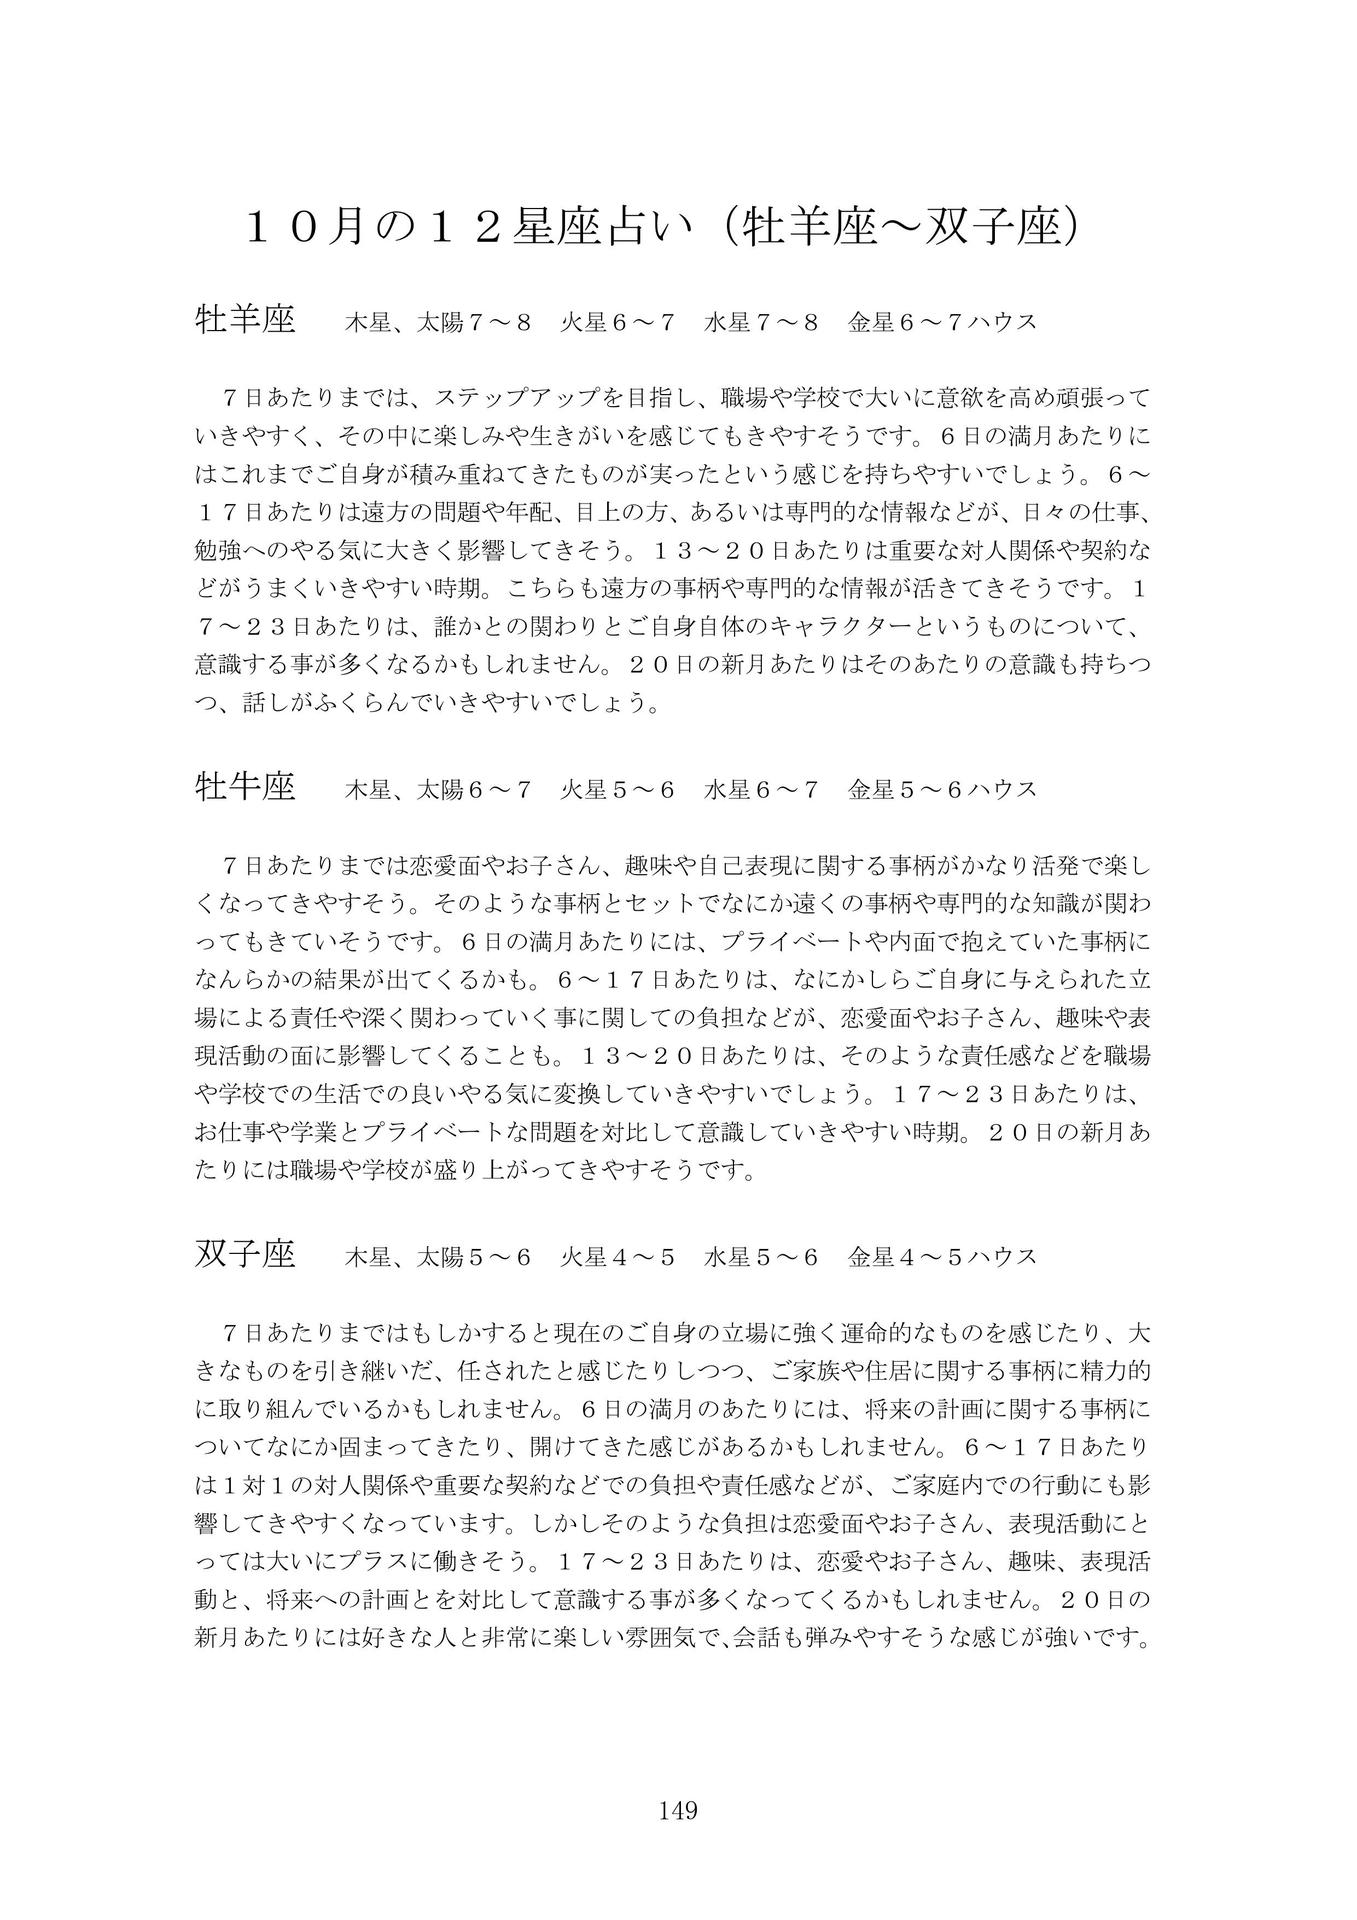 １０月の１２星座占い（牡羊座～双子座）
牡羊座　木星、太陽７～８　火星６～７　水星７～８　金星６～７ハウス
　７日あたりまでは、ステップアップを目指し、職場や学校で大いに意欲を高め頑張って
いきやすく、その中に楽しみや生きがいを感じてもきやすそうです。６日の満月あたりに
はこれまでご自身が積み重ねてきたものが実ったという感じを持ちやすいでしょう。６～
１７日あたりは遠方の問題や年配、目上の方、あるいは専門的な情報などが、日々の仕事、
勉強へのやる気に大きく影響してきそう。１３～２０日あたりは重要な対人関係や契約な
どがうまくいきやすい時期。こちらも遠方の事柄や専門的な情報が活きてきそうです。１
７～２３日あたりは、誰かとの関わりとご自身自体のキャラクターというものについて、
意識する事が多くなるかもしれません。２０日の新月あたりはそのあたりの意識も持ちつ
つ、話しがふくらんでいきやすいでしょう。
牡牛座　木星、太陽６～７　火星５～６　水星６～７　金星５～６ハウス
　７日あたりまでは恋愛面やお子さん、趣味や自己表現に関する事柄がかなり活発で楽し
くなってきやすそう。そのような事柄とセットでなにか遠くの事柄や専門的な知識が関わ
ってもきていそうです。６日の満月あたりには、プライベートや内面で抱えていた事柄に
なんらかの結果が出てくるかも。６～１７日あたりは、なにかしらご自身に与えられた立
場による責任や深く関わっていく事に関しての負担などが、恋愛面やお子さん、趣味や表
現活動の面に影響してくることも。１３～２０日あたりは、そのような責任感などを職場
や学校での生活での良いやる気に変換していきやすいでしょう。１７～２３日あたりは、
お仕事や学業とプライベートな問題を対比して意識していきやすい時期。２０日の新月あ
たりには職場や学校が盛り上がってきやすそうです。
双子座　木星、太陽５～６　火星４～５　水星５～６　金星４～５ハウス
　７日あたりまではもしかすると現在のご自身の立場に強く運命的なものを感じたり、大
きなものを引き継いだ、任されたと感じたりしつつ、ご家族や住居に関する事柄に精力的
に取り組んでいるかもしれません。６日の満月のあたりには、将来の計画に関する事柄に
ついてなにか固まってきたり、開けてきた感じがあるかもしれません。６～１７日あたり
は１対１の対人関係や重要な契約などでの負担や責任感などが、ご家庭内での行動にも影
響してきやすくなっています。しかしそのような負担は恋愛面やお子さん、表現活動にと
っては大いにプラスに働きそう。１７～２３日あたりは、恋愛やお子さん、趣味、表現活
動と、将来への計画とを対比して意識する事が多くなってくるかもしれません。２０日の
新月あたりには好きな人と非常に楽しい雰囲気で、会話も弾みやすそうな感じが強いです。
149